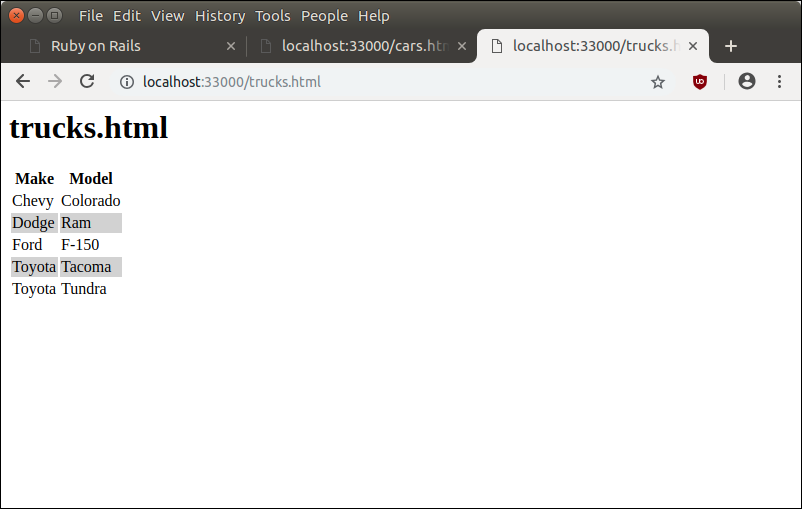 File Edit View History Tools People Help
Ruby on Rails localhost:33000/cars.htm localhost:33000/trucks.h
localhost:33000/trucks.html
trucks.html
Make Model
Chevy Colorado
Dodge Ram
Ford F-150
Toyota Tacoma
Toyota Tundra